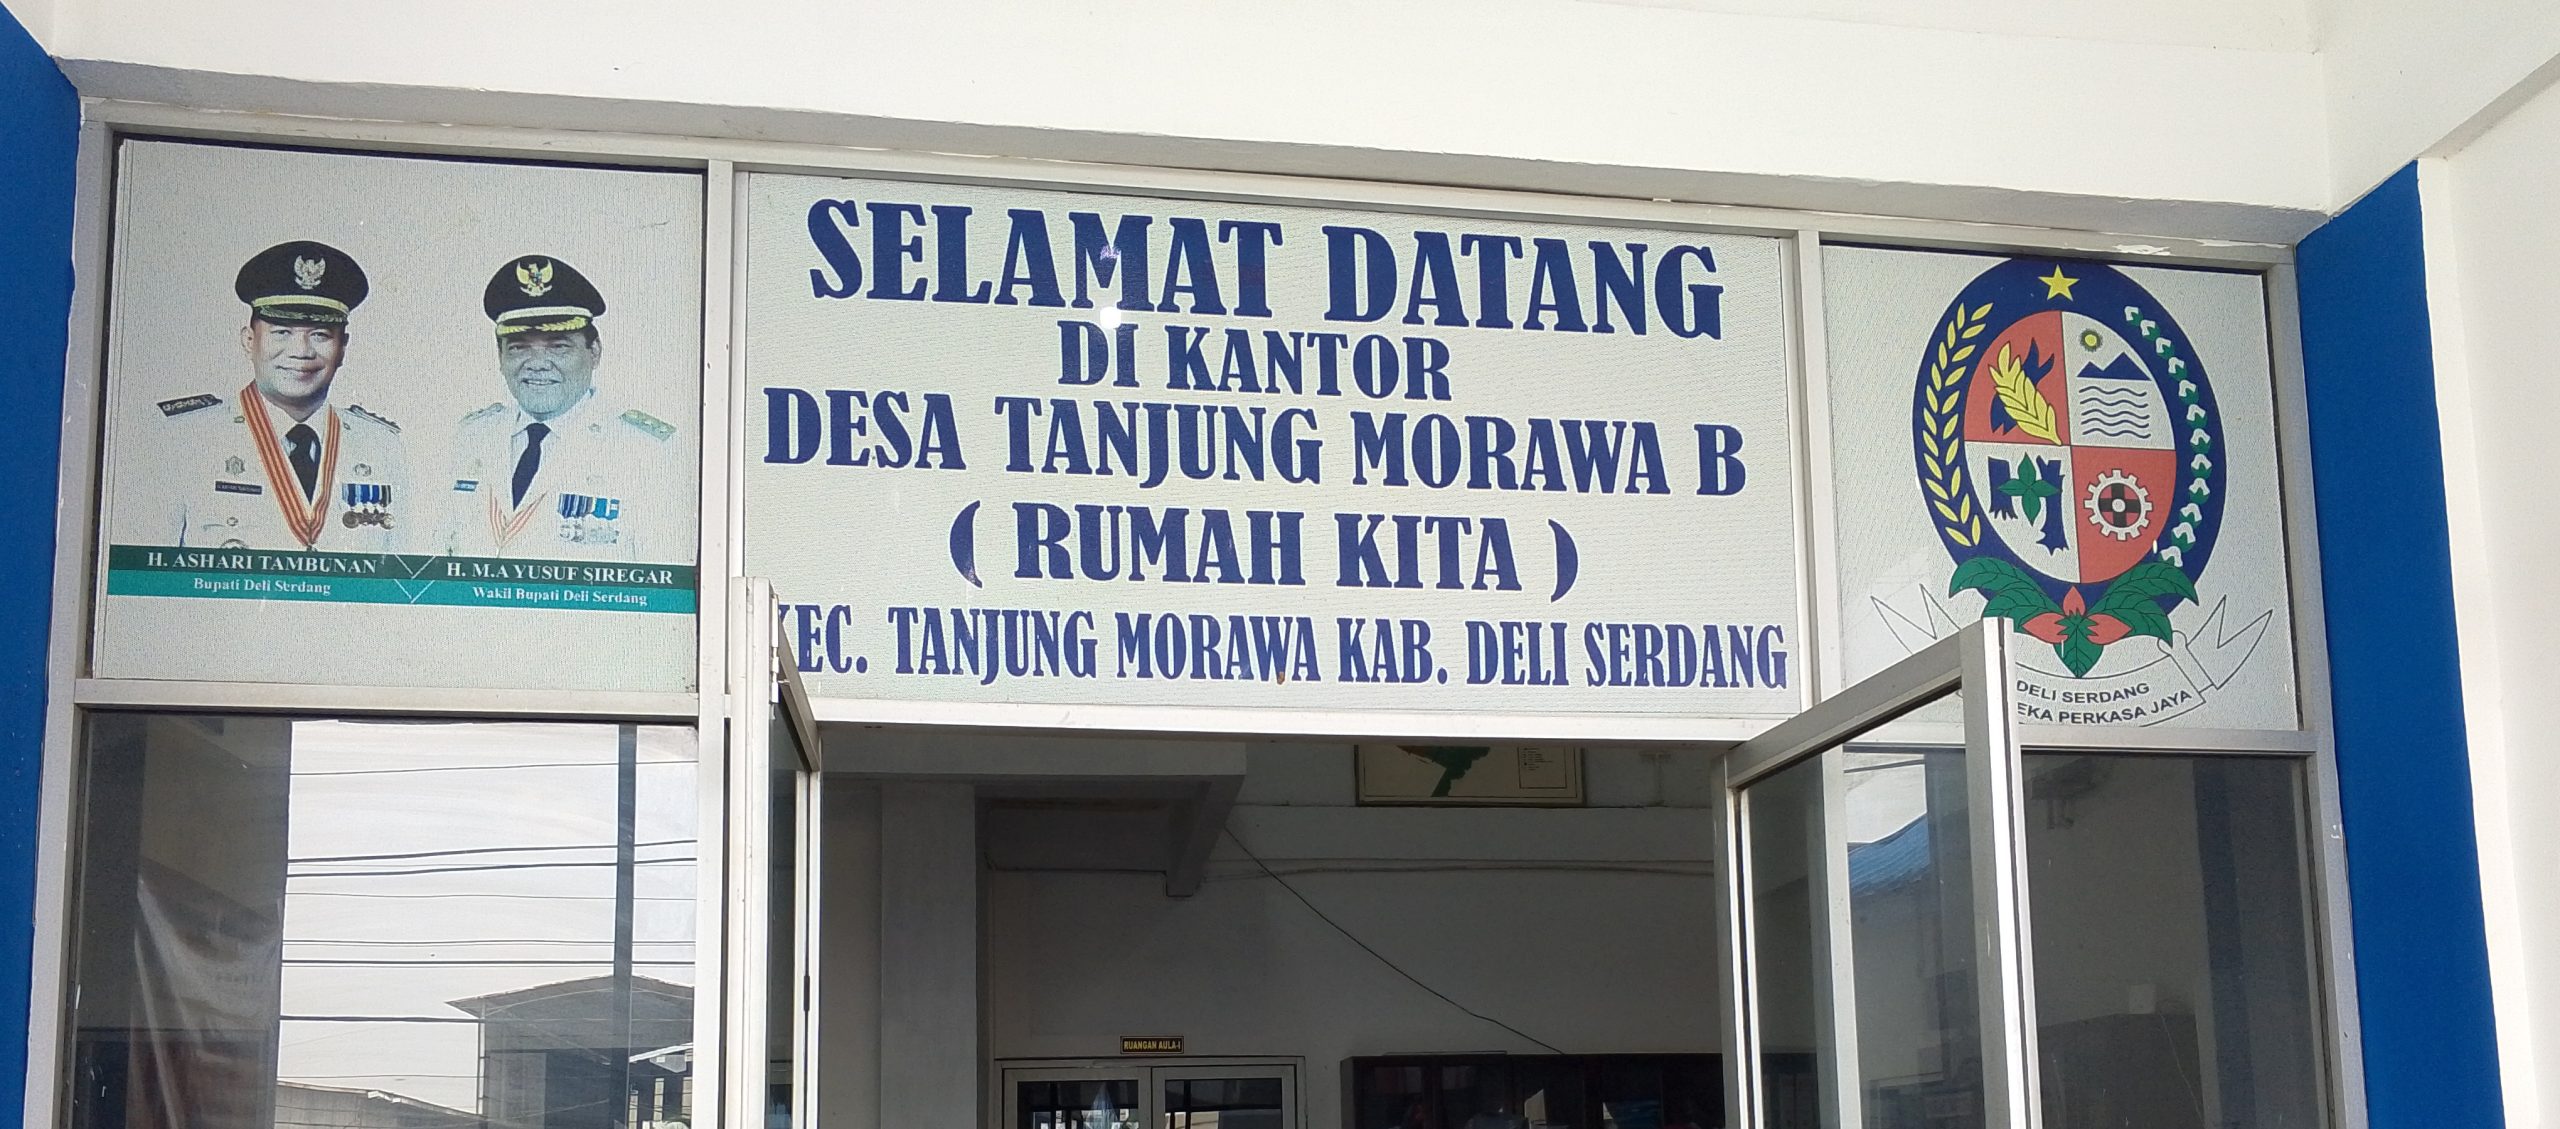 H. ASHARI TAMBUNAN
Bupati Deli Serdang
H. M.A YUSUF SIREGAR
Wakil Bupati Deli Serdang
SELAMAT DATANG
DI KANTOR
DESA TANJUNG MORAWA B
( RUMAH KITA )
KEC. TANJUNG MORAWA KAB. DELI SERDANG
DELI SERDANG
PERKASA JAYA
RUANGAN AULA-I